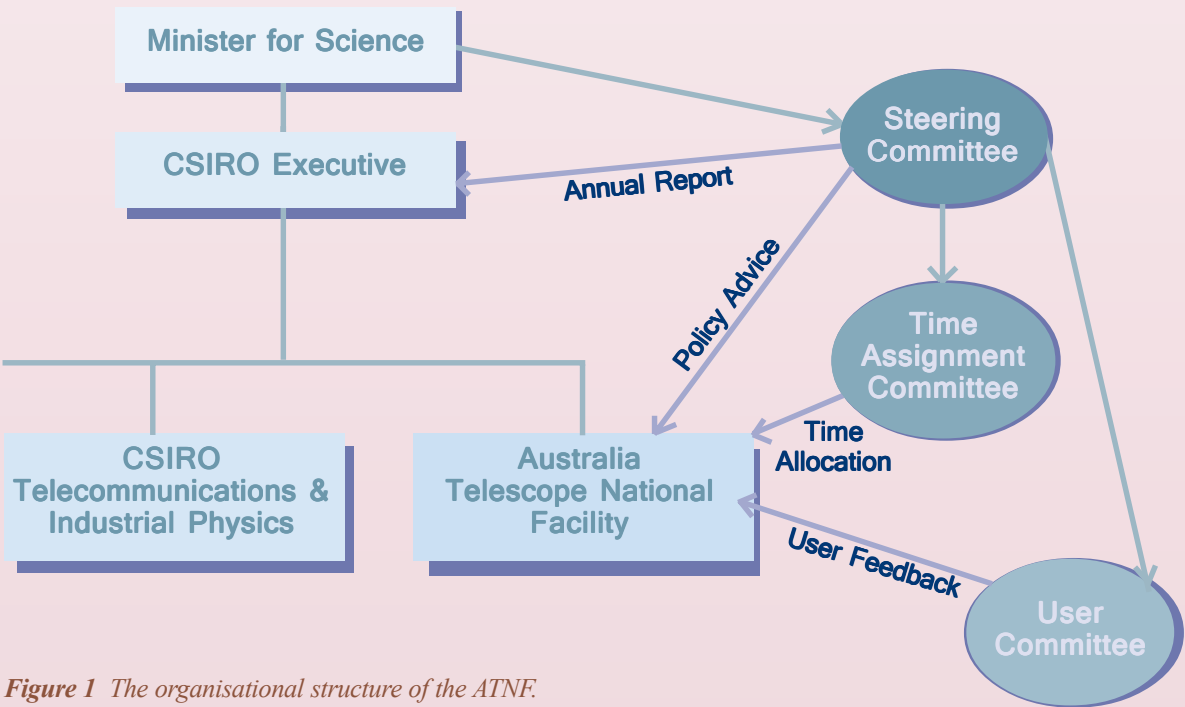 Minister for Science
CSIRO Executive
Steering
Committee
Annual Report
Policy Advice
Time
Assignment
Committee
Time
Allocation
CSIRO
Telecommunications &
Industrial Physics
Australia
Telescope National
Facility
User Feedback
User
Committee
Figure 1 The organisational structure of the ATNF.